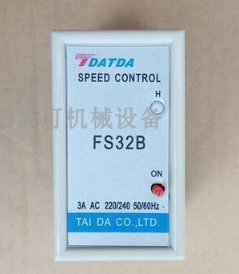 TDATDA
SPEED CONTROL
H
可机械设备
FS32B
ON
3A AC 220/240 50/60Hz
TAI DA CO.,LTD.